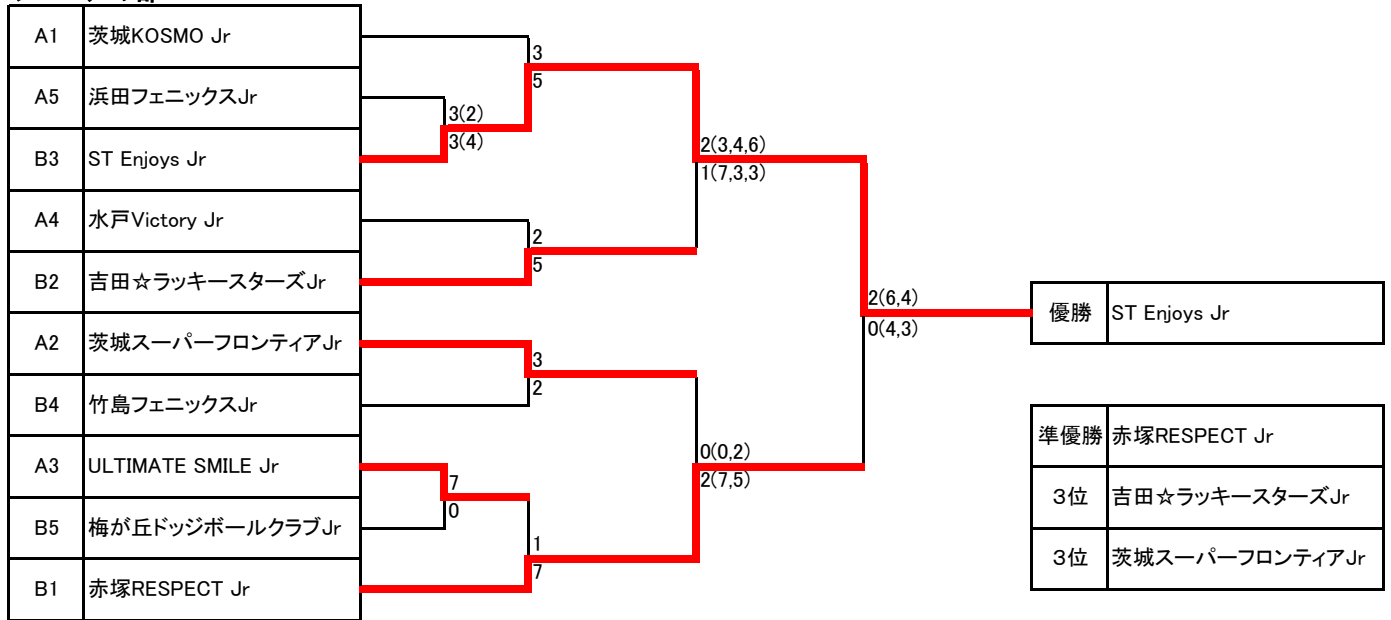 A1 茨城KOSMO Jr
3
5
A5 浜田フェニックスJr
3(2)
3(4)
B3 ST Enjoys Jr
2(3,4,6)
1(7,3,3)
A4 水戸Victory Jr
2
5
B2 吉田☆ラッキースターズJr
2(6,4)
0(4,3)
優勝 ST Enjoys Jr
A2 茨城スーパーフロンティアJr
3
2
B4 竹島フェニックスJr
準優勝 赤塚RESPECT Jr
A3 ULTIMATE SMILE Jr
0(0,2)
2(7,5)
7
0
3位 吉田☆ラッキースターズJr
B5 梅が丘ドッジボールクラブJr
1
7
3位 茨城スーパーフロンティアJr
B1 赤塚RESPECT Jr